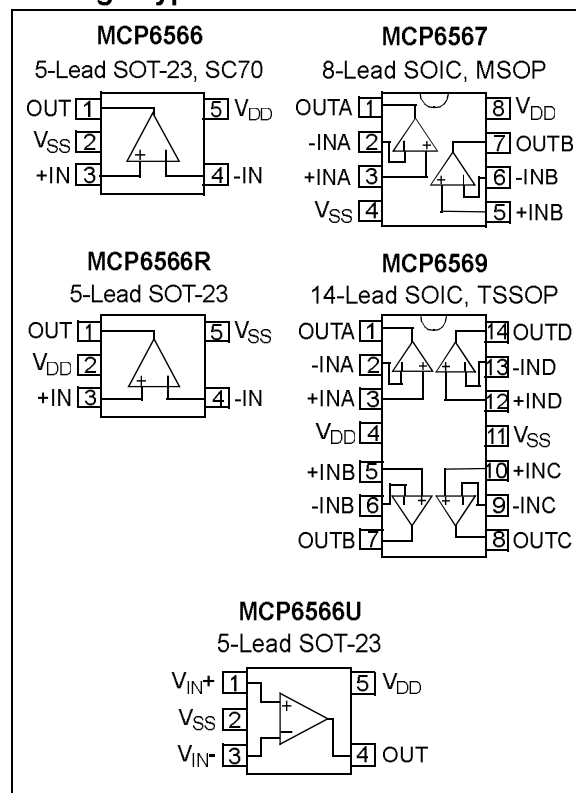 MCP6566
5-Lead SOT-23, SC70
OUT 1
VSS 2
+IN 3
5 VDD
4 -IN
MCP6567
8-Lead SOIC, MSOP
OUTA 1
-INA 2
+INA 3
VSS 4
8 VDD
7 OUTB
6 -INB
5 +INB
+ -
+ -
MCP6566R
5-Lead SOT-23
OUT 1
VDD 2
+IN 3
5 VSS
4 -IN
MCP6569
14-Lead SOIC, TSSOP
OUTA 1
-INA 2
+INA 3
VDD 4
+INB 5
-INB 6
OUTB 7
14 OUTD
13 -IND
12 +IND
11 VSS
10 +INC
9 -INC
8 OUTC
MCP6566U
5-Lead SOT-23
VIN+ 1
VSS 2
VIN- 3
+
−
5 VDD
4 OUT